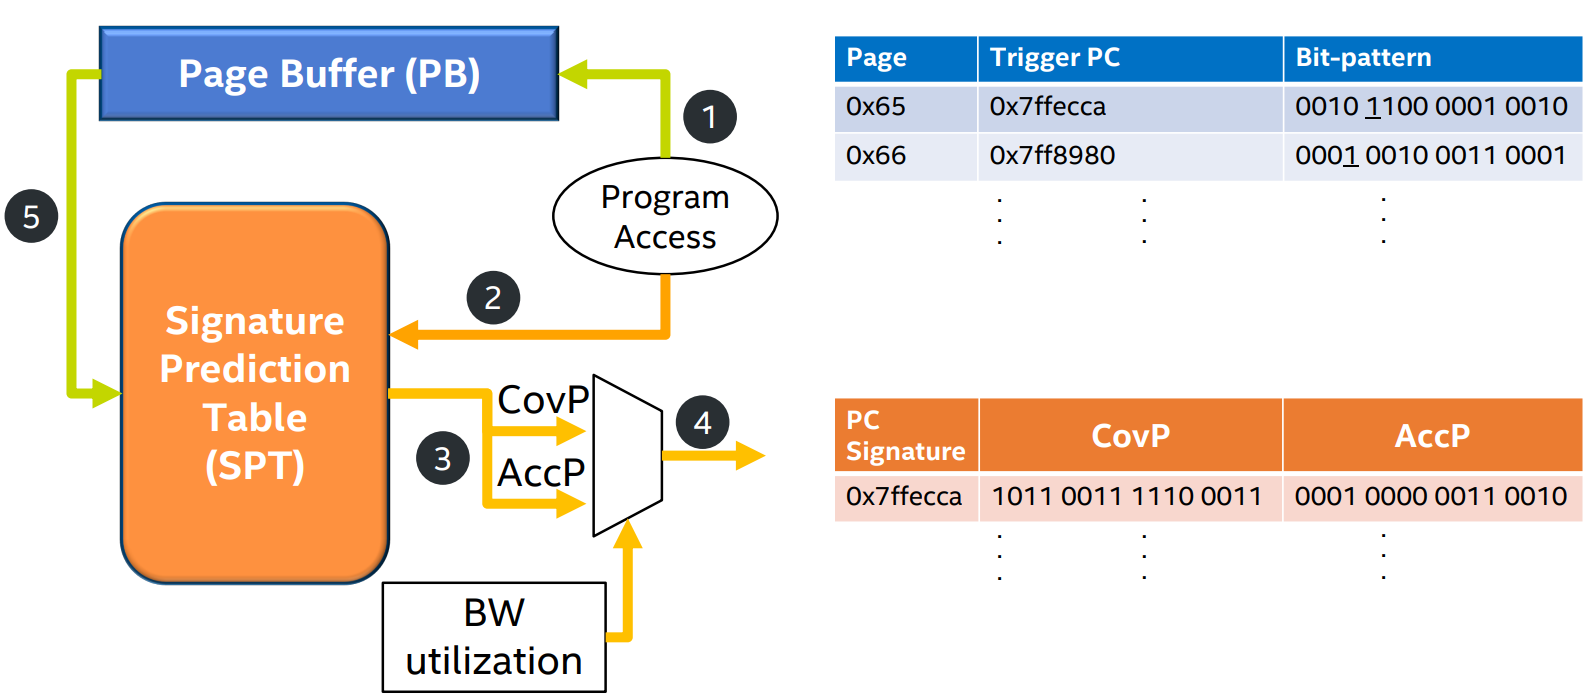 Page Buffer (PB)
1
Program
Access
5
2
Signature
Prediction
Table
(SPT)
CovP
3
AccP
4
BW
utilization
Page Trigger PC Bit-pattern
0x65 0x7ffecca 0010 1100 0001 0010
0x66 0x7ff8980 0001 0010 0011 0001
PC
Signature CovP AccP
0x7ffecca 1011 0011 1110 0011 0001 0000 0011 0010